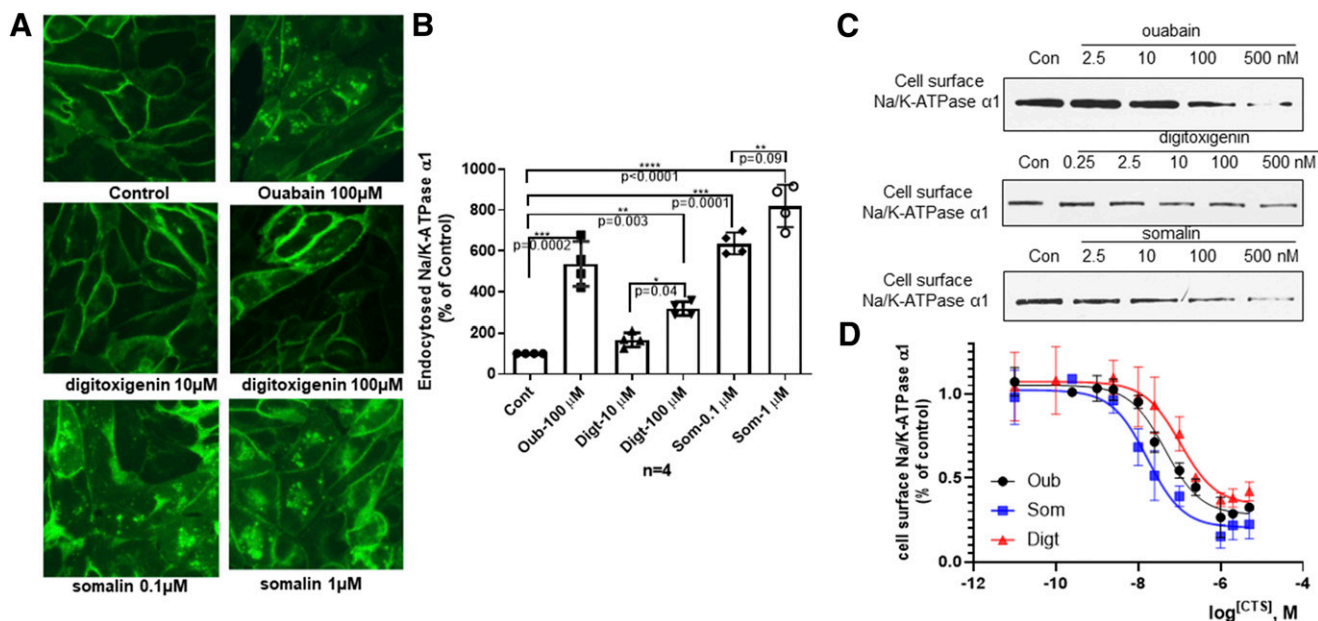 A
Control
Ouabain 100µM
digitoxigenin 10µM
digitoxigenin 100µM
somalin 0.1µM
somalin 1µM
B
Endocytosed Na/K-ATPase α1
(% of Control)
1000
800
600
400
200
0
****
p<0.0001
**
p=0.09
***
p=0.0001
**
p=0.003
***
p=0.0002
*
p=0.04
Cont
Oub-100 µM
Digt-10 µM
Digt-100 µM
Som-0.1 µM
Som-1 µM
n=4
C
ouabain
Con 2.5 10 100 500 nM
Cell surface
Na/K-ATPase α1
digitoxigenin
Con 0.25 2.5 10 100 500 nM
Cell surface
Na/K-ATPase α1
somalin
Con 2.5 10 100 500 nM
Cell surface
Na/K-ATPase α1
D
cell surface Na/K-ATPase α1
(% of control)
1.0
0.5
0.0
Oub
Som
Digt
-12 -10 -8 -6 -4
log[CTS], M